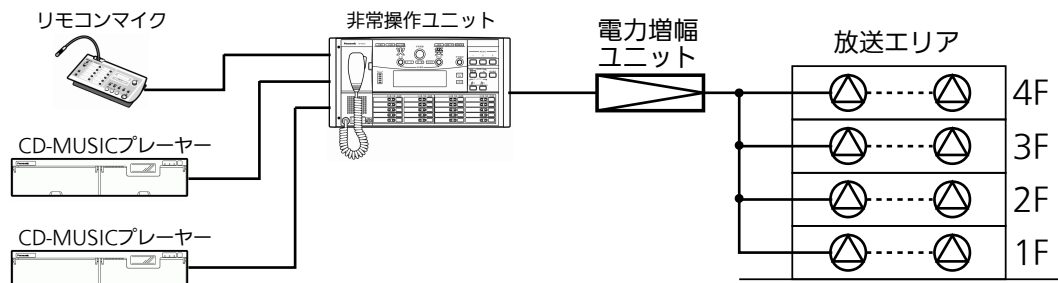 リモコンマイク
非常操作ユニット
電力増幅
ユニット
放送エリア
4F
3F
2F
1F
CD-MUSICプレーヤー
CD-MUSICプレーヤー
Panasonic